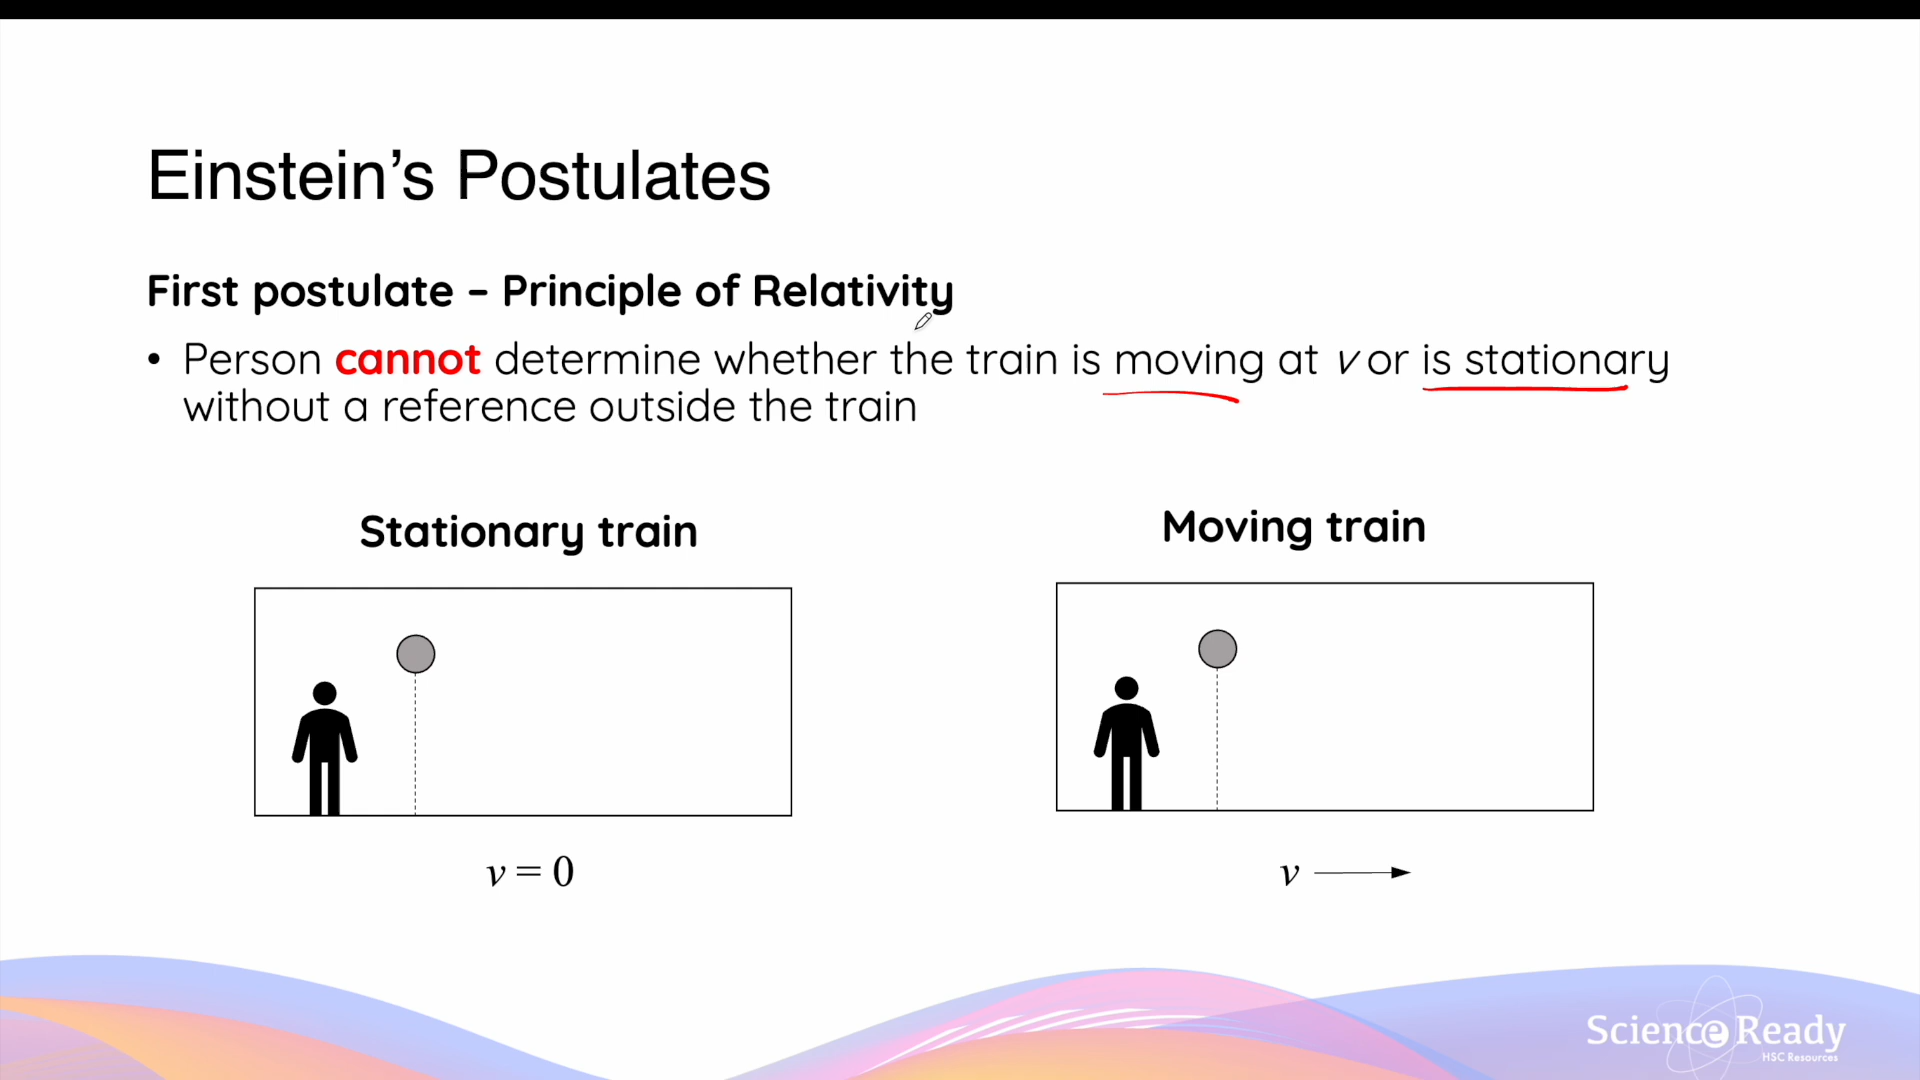 Einstein’s Postulates
First postulate – Principle of Relativity
• Person cannot determine whether the train is moving at v or is stationary
without a reference outside the train
Stationary train
Moving train
v = 0
v
Science Ready
HSC Resources